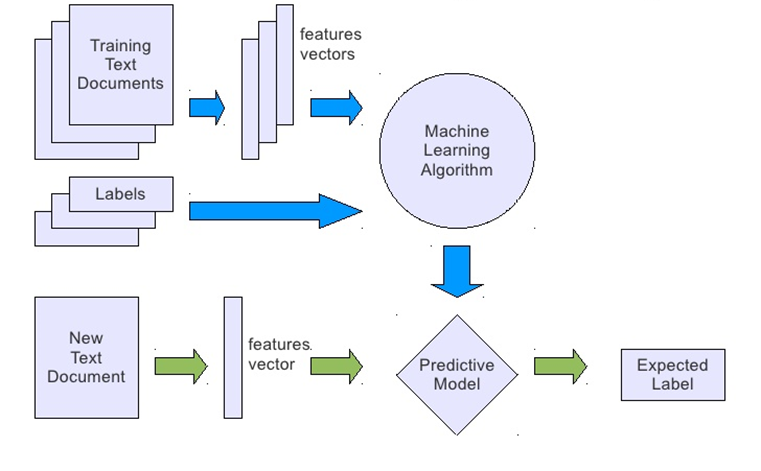 Training
Text
Documents
features
vectors
Machine
Learning
Algorithm
Labels
New
Text
Document
features
vector
Predictive
Model
Expected
Label